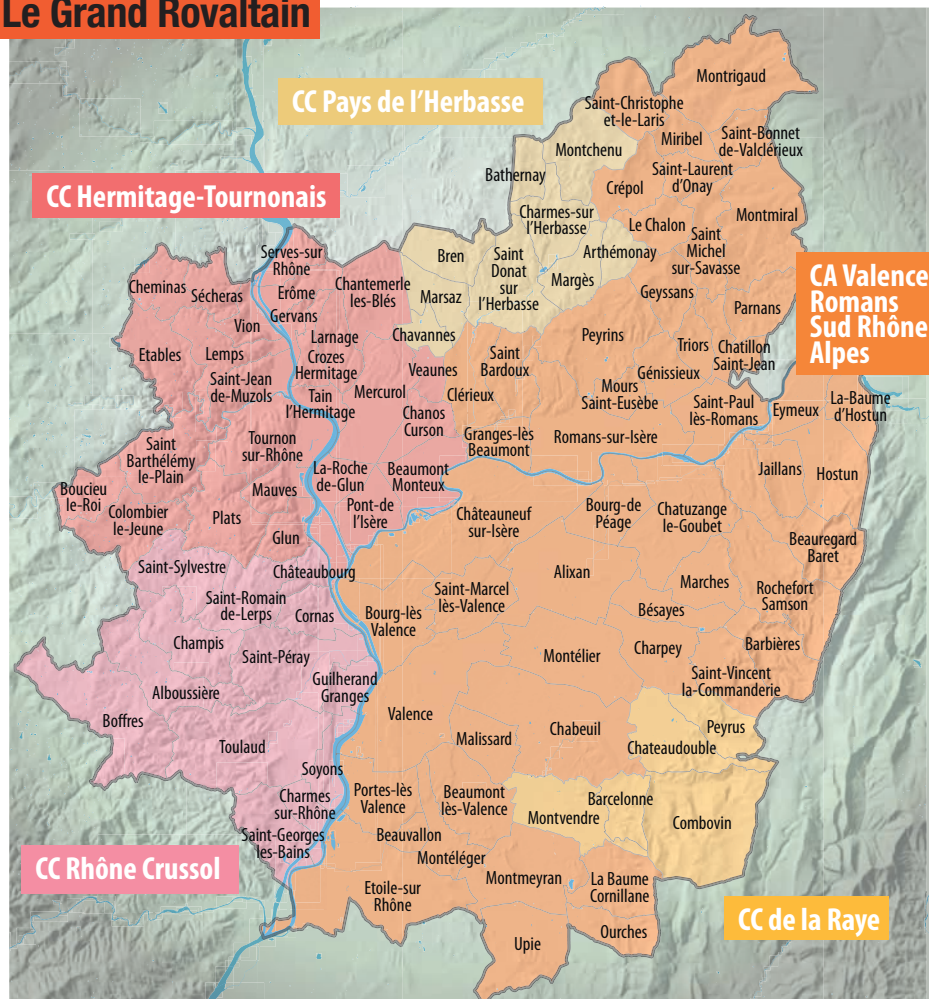 Le Grand Rovaltain
CC Pays de l'Herbasse
CC Hermitage-Tournonais
CA Valence
Romans
Sud Rhône
Alpes
CC Rhône Crussol
CC de la Raye
Montrigaud
Saint-Christophe
et-le-Laris
Miribel
Saint-Bonnet
de-Valclérieux
Montchenu
Bathernay
Saint-Laurent
d'Onay
Crépol
Charmes-sur
l'Herbasse
Le Chalon
Montmiral
Saint
Michel
sur-Savasse
Arthémonay
Bren
Saint
Donat
sur
l'Herbasse
Margès
Geyssans
Parnans
Marsaz
Chavannes
Peyrins
Triors
Chatillon
Saint-Jean
Saint
Bardoux
Génissieux
Mours
Saint-Eusèbe
Clérieux
Saint-Paul
lès-Romans
Eymeux
La-Baume
d'Hostun
Granges-lès
Beaumont
Romans-sur-Isère
Jaillans
Hostun
Serves-sur
Rhône
Cheminas
Sécheras
Erôme
Chantemerle
les-Blés
Gervans
Vion
Larnage
Etables
Lemps
Crozes
Hermitage
Veaunes
Saint-Jean
de-Muzols
Tain
l'Hermitage
Mercurol
Chanos
Curson
Saint
Barthélémy
le-Plain
Tournon
sur-Rhône
La-Roche
de-Glun
Beaumont
Monteux
Boucieu
le-Roi
Colombier
le-Jeune
Plats
Mauves
Pont-de
l'Isère
Glun
Châteauneuf
sur-Isère
Bourg-de
Péage
Chatuzange
le-Goubet
Beauregard
Baret
Saint-Sylvestre
Châteaubourg
Alixan
Marches
Rochefort
Samson
Saint-Romain
de-Lerps
Cornas
Bourg-lès
Valence
Saint-Marcel
lès-Valence
Bésayes
Champis
Saint-Péray
Montélier
Charpey
Barbières
Saint-Vincent
la-Commanderie
Guilherand
Granges
Alboussière
Boffres
Valence
Malissard
Chabeuil
Peyrus
Chateaudouble
Toulaud
Soyons
Charmes
sur-Rhône
Portes-lès
Valence
Beaumont
lès-Valence
Barcelonne
Montvendre
Combovin
Saint-Georges
les-Bains
Beauvallon
Montéléger
Etoile-sur
Rhône
Montmeyran
La Baume
Cornillane
Ourches
Upie